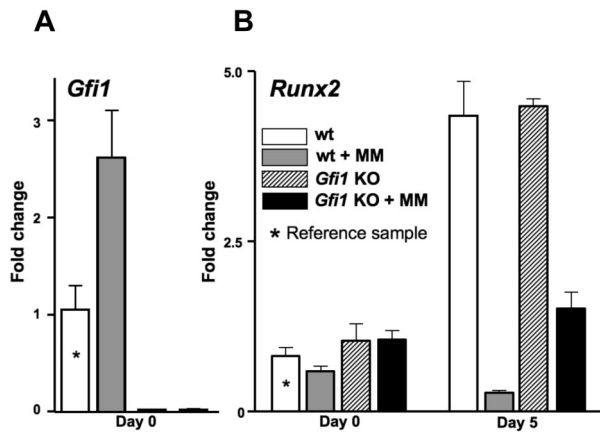 A
B
Gfi1
Fold change
3
2
1
0
*
Day 0
Runx2
Fold change
5.0
2.5
0
wt
wt + MM
Gfi1 KO
Gfi1 KO + MM
* Reference sample
*
Day 0
Day 5